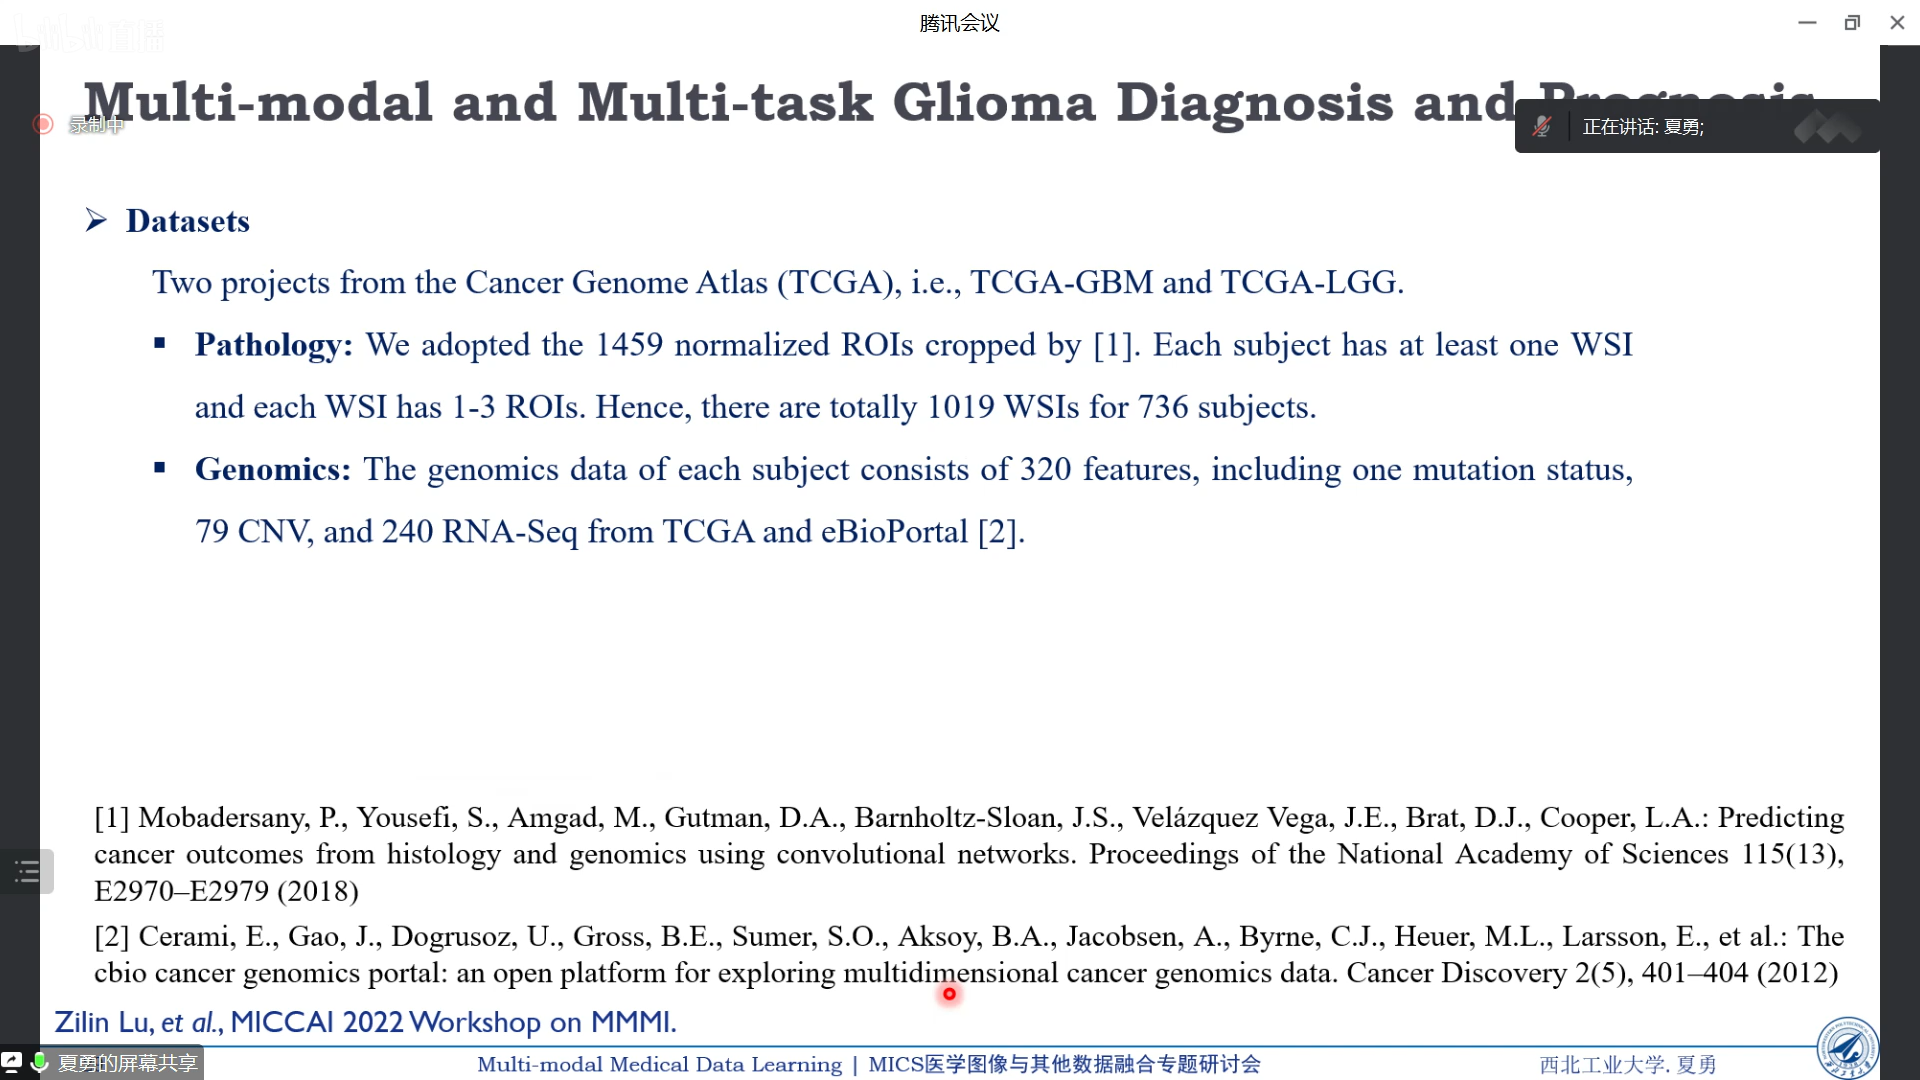 腾讯会议
Multi-modal and Multi-task Glioma Diagnosis and Prognosis
录制中
正在讲话: 夏勇;
Datasets
Two projects from the Cancer Genome Atlas (TCGA), i.e., TCGA-GBM and TCGA-LGG.
Pathology: We adopted the 1459 normalized ROIs cropped by [1]. Each subject has at least one WSI
and each WSI has 1-3 ROIs. Hence, there are totally 1019 WSIs for 736 subjects.
Genomics: The genomics data of each subject consists of 320 features, including one mutation status,
79 CNV, and 240 RNA-Seq from TCGA and eBioPortal [2].
[1] Mobadersany, P., Yousefi, S., Amgad, M., Gutman, D.A., Barnholtz-Sloan, J.S., Velázquez Vega, J.E., Brat, D.J., Cooper, L.A.: Predicting
cancer outcomes from histology and genomics using convolutional networks. Proceedings of the National Academy of Sciences 115(13),
E2970–E2979 (2018)
[2] Cerami, E., Gao, J., Dogrusoz, U., Gross, B.E., Sumer, S.O., Aksoy, B.A., Jacobsen, A., Byrne, C.J., Heuer, M.L., Larsson, E., et al.: The
cbio cancer genomics portal: an open platform for exploring multidimensional cancer genomics data. Cancer Discovery 2(5), 401–404 (2012)
Zilin Lu, et al., MICCAI 2022 Workshop on MMMI.
夏勇的屏幕共享
Multi-modal Medical Data Learning | MICS医学图像与其他数据融合专题研讨会
西北工业大学. 夏勇